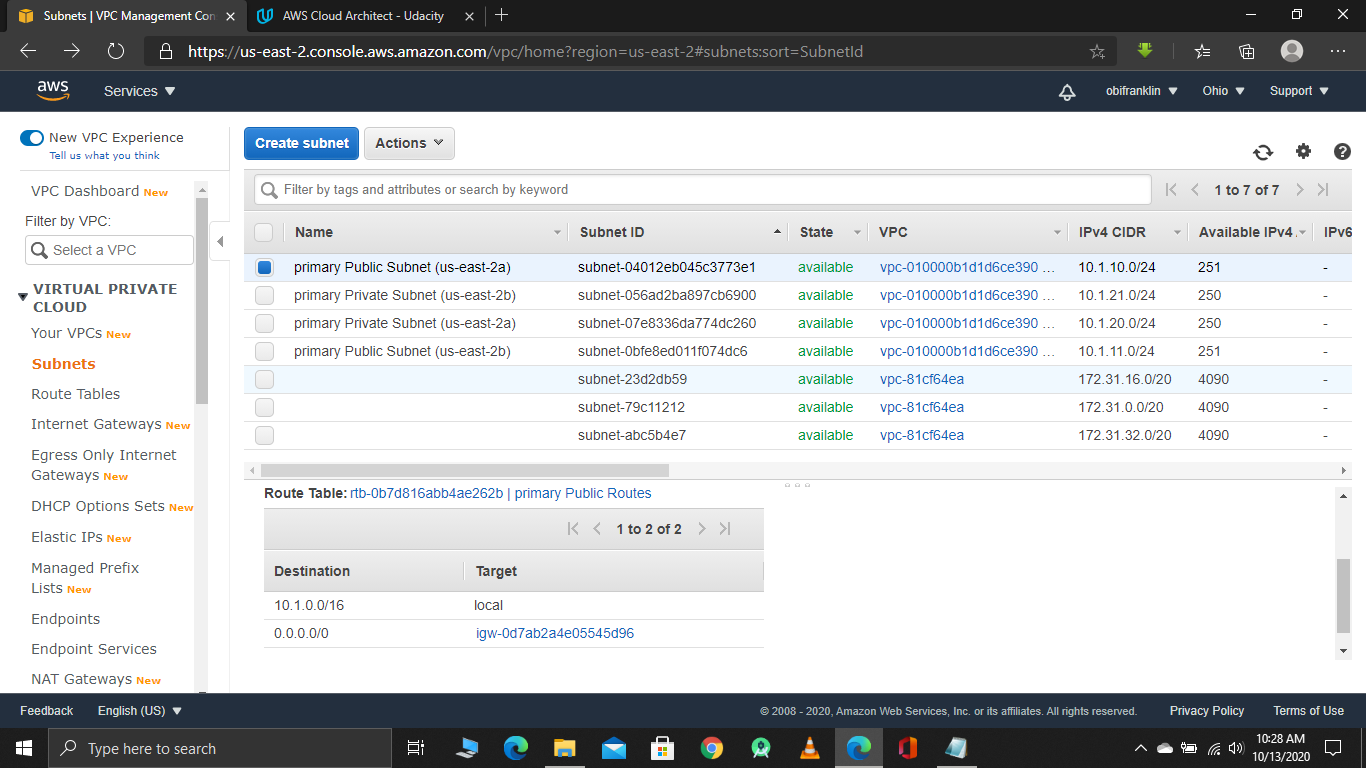 Subnets | VPC Management Con
AWS Cloud Architect - Udacity
https://us-east-2.console.aws.amazon.com/vpc/home?region=us-east-2#subnets:sort=SubnetId
aws Services obifranklin Ohio Support
New VPC Experience
Tell us what you think
VPC Dashboard New
Filter by VPC:
Select a VPC
VIRTUAL PRIVATE
CLOUD
Your VPCs New
Subnets
Route Tables
Internet Gateways New
Egress Only Internet
Gateways New
DHCP Options Sets New
Elastic IPs New
Managed Prefix
Lists New
Endpoints
Endpoint Services
NAT Gateways New
Create subnet Actions
Filter by tags and attributes or search by keyword
1 to 7 of 7
Name Subnet ID State VPC IPv4 CIDR Available IPv4 IPv6
primary Public Subnet (us-east-2a) subnet-04012eb045c3773e1 available vpc-010000b1d1d6ce390 ... 10.1.10.0/24 251 -
primary Private Subnet (us-east-2b) subnet-056ad2ba897cb6900 available vpc-010000b1d1d6ce390 ... 10.1.21.0/24 250 -
primary Private Subnet (us-east-2a) subnet-07e8336da774dc260 available vpc-010000b1d1d6ce390 ... 10.1.20.0/24 250 -
primary Public Subnet (us-east-2b) subnet-0bfe8ed011f074dc6 available vpc-010000b1d1d6ce390 ... 10.1.11.0/24 251 -
subnet-23d2db59 available vpc-81cf64ea 172.31.16.0/20 4090 -
subnet-79c11212 available vpc-81cf64ea 172.31.0.0/20 4090 -
subnet-abc5b4e7 available vpc-81cf64ea 172.31.32.0/20 4090 -
Route Table: rtb-0b7d816abb4ae262b | primary Public Routes
1 to 2 of 2
Destination Target
10.1.0.0/16 local
0.0.0.0/0 igw-0d7ab2a4e05545d96
Feedback English (US) © 2008 - 2020, Amazon Web Services, Inc. or its affiliates. All rights reserved. Privacy Policy Terms of Use
Type here to search
10:28 AM
10/13/2020